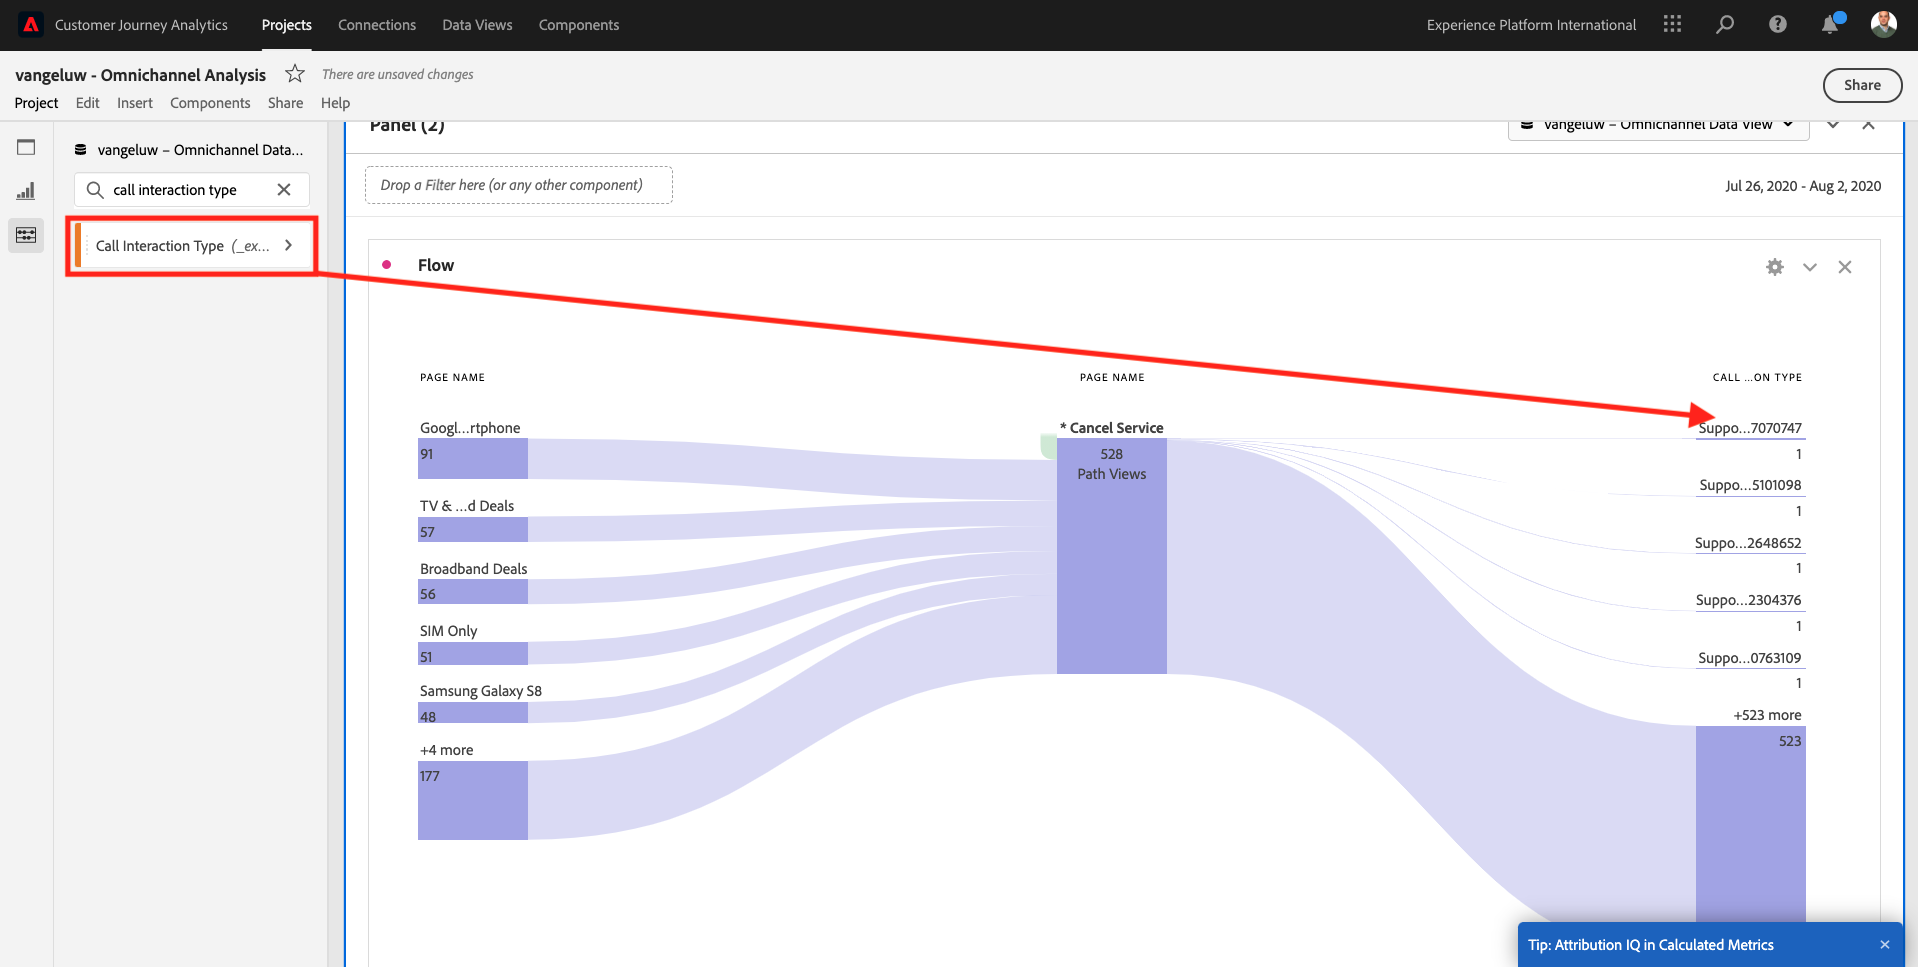 Customer Journey Analytics
Projects
Connections
Data Views
Components
Experience Platform International
vangeluw - Omnichannel Analysis
There are unsaved changes
Project
Edit
Insert
Components
Share
Help
Share
vangeluw – Omnichannel Data...
call interaction type
Call Interaction Type (_ex...
Panel (2)
vangeluw – Omnichannel Data View
Drop a Filter here (or any other component)
Jul 26, 2020 - Aug 2, 2020
Flow
PAGE NAME
PAGE NAME
CALL ...ON TYPE
Googl...rtphone
91
TV & ...d Deals
57
Broadband Deals
56
SIM Only
51
Samsung Galaxy S8
48
+4 more
177
* Cancel Service
528
Path Views
Suppo...7070747
1
Suppo...5101098
1
Suppo...2648652
1
Suppo...2304376
1
Suppo...0763109
1
+523 more
523
Tip: Attribution IQ in Calculated Metrics